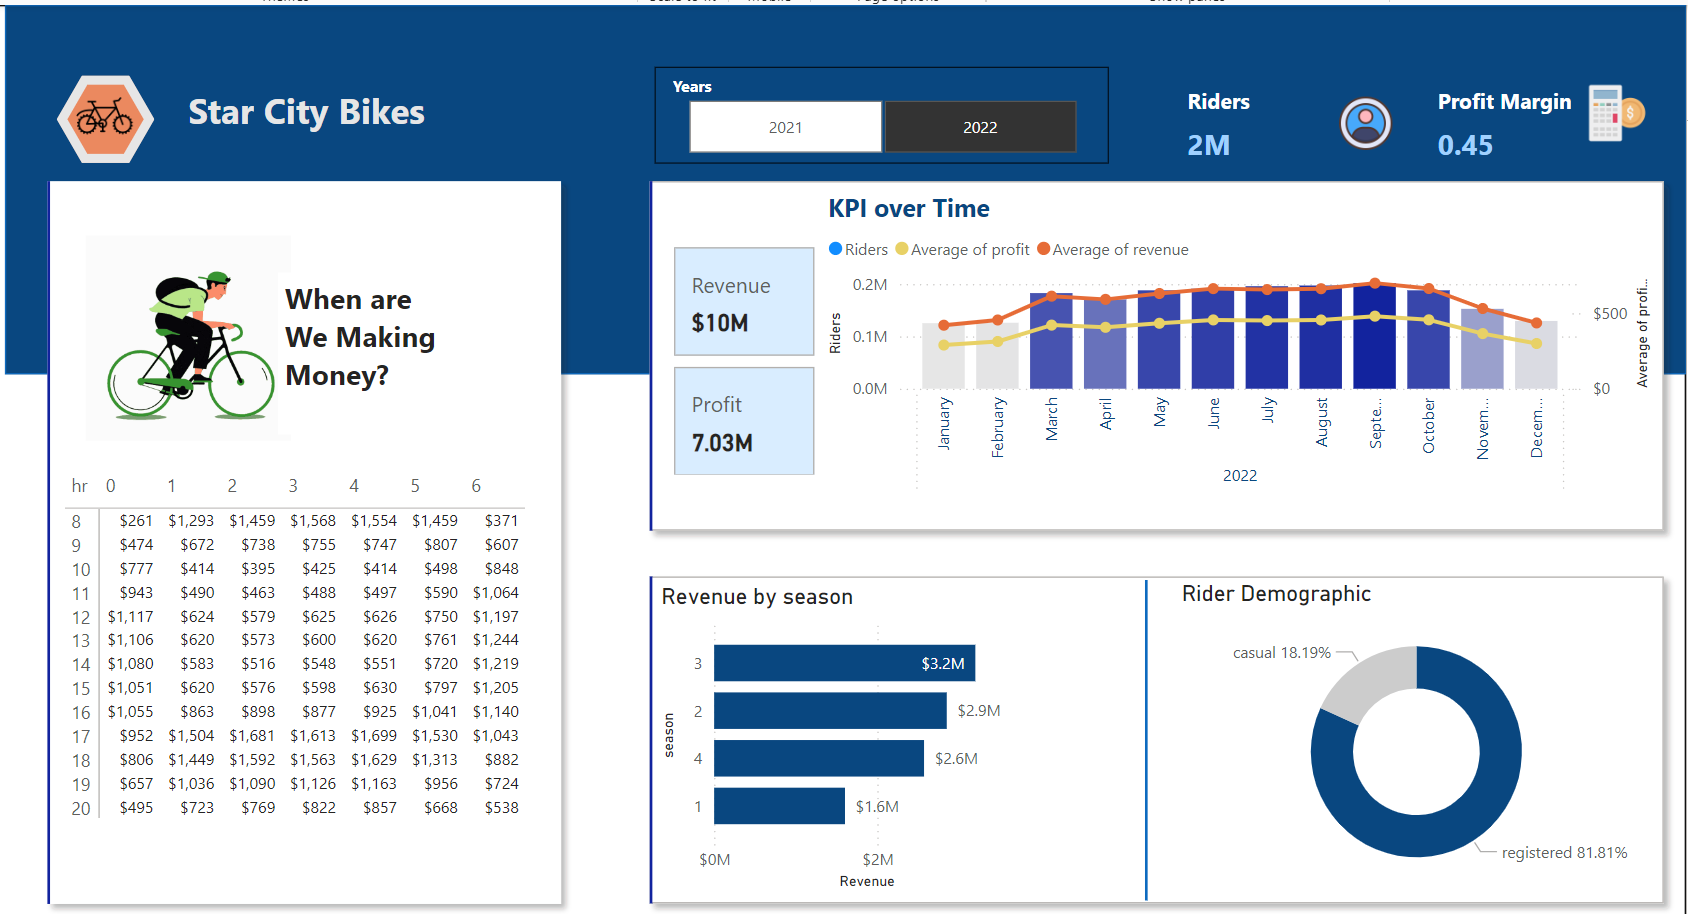 Star City Bikes
Years
2021
2022
Riders
2M
Profit Margin
0.45
When are
We Making
Money?
hr 0 1 2 3 4 5 6
8 $261 $1,293 $1,459 $1,568 $1,554 $1,459 $371
9 $474 $672 $738 $755 $747 $807 $607
10 $777 $414 $395 $425 $414 $498 $848
11 $943 $490 $463 $488 $497 $590 $1,064
12 $1,117 $624 $579 $625 $626 $750 $1,197
13 $1,106 $620 $573 $600 $620 $761 $1,244
14 $1,080 $583 $516 $548 $551 $720 $1,219
15 $1,051 $620 $576 $598 $630 $797 $1,205
16 $1,055 $863 $898 $877 $925 $1,041 $1,140
17 $952 $1,504 $1,681 $1,613 $1,699 $1,530 $1,043
18 $806 $1,449 $1,592 $1,563 $1,629 $1,313 $882
19 $657 $1,036 $1,090 $1,126 $1,163 $956 $724
20 $495 $723 $769 $822 $857 $668 $538
Revenue
$10M
Profit
7.03M
KPI over Time
Riders Average of profit Average of revenue
0.2M
0.1M
0.0M
Riders
$500
$0
Average of profi...
January
February
March
April
May
June
July
August
Septe...
October
Novem...
Decem...
2022
Revenue by season
season
3 $3.2M
2 $2.9M
4 $2.6M
1 $1.6M
$0M $2M
Revenue
Rider Demographic
casual 18.19%
registered 81.81%